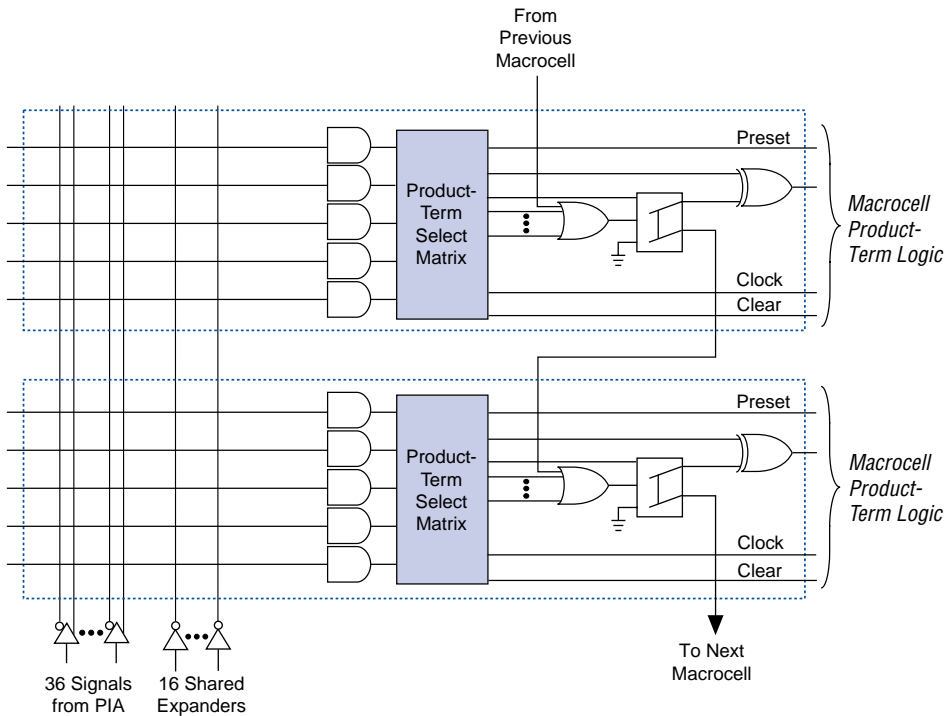 From
Previous
Macrocell
Preset
Product-
Term
Select
Matrix
Macrocell
Product-
Term Logic
Clock
Clear
Preset
Product-
Term
Select
Matrix
Macrocell
Product-
Term Logic
Clock
Clear
36 Signals
from PIA
16 Shared
Expanders
To Next
Macrocell